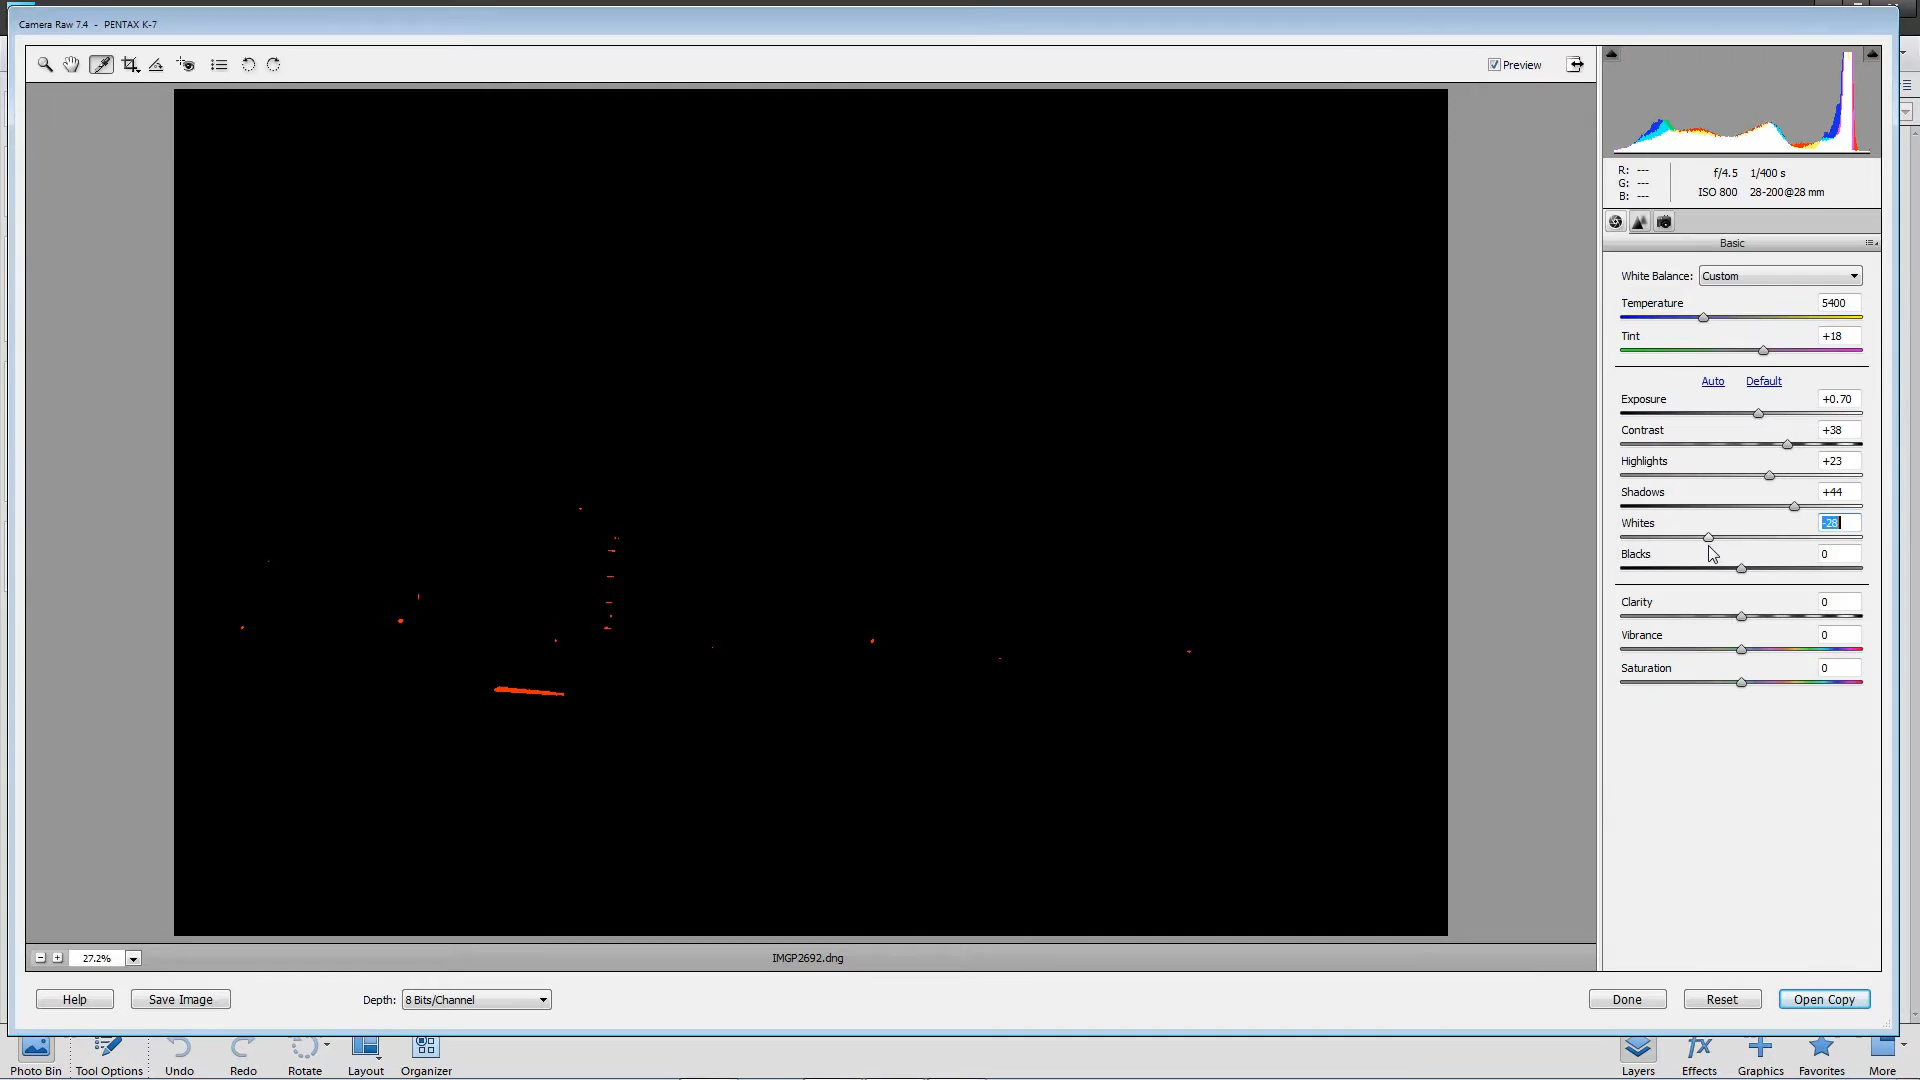 Camera Raw 7.4 - PENTAX K-7
Preview
R: ---
G: ---
B: ---
f/4.5 1/400 s
ISO 800 28-200@28 mm
Basic
White Balance: Custom
Temperature 5400
Tint +18
Auto Default
Exposure +0.70
Contrast +38
Highlights +23
Shadows +44
Whites -28
Blacks 0
Clarity 0
Vibrance 0
Saturation 0
27.2%
IMGP2692.dng
Help Save Image Depth: 8 Bits/Channel Done Reset Open Copy
Photo Bin Tool Options Undo Redo Rotate Layout Organizer Layers Effects Graphics Favorites More